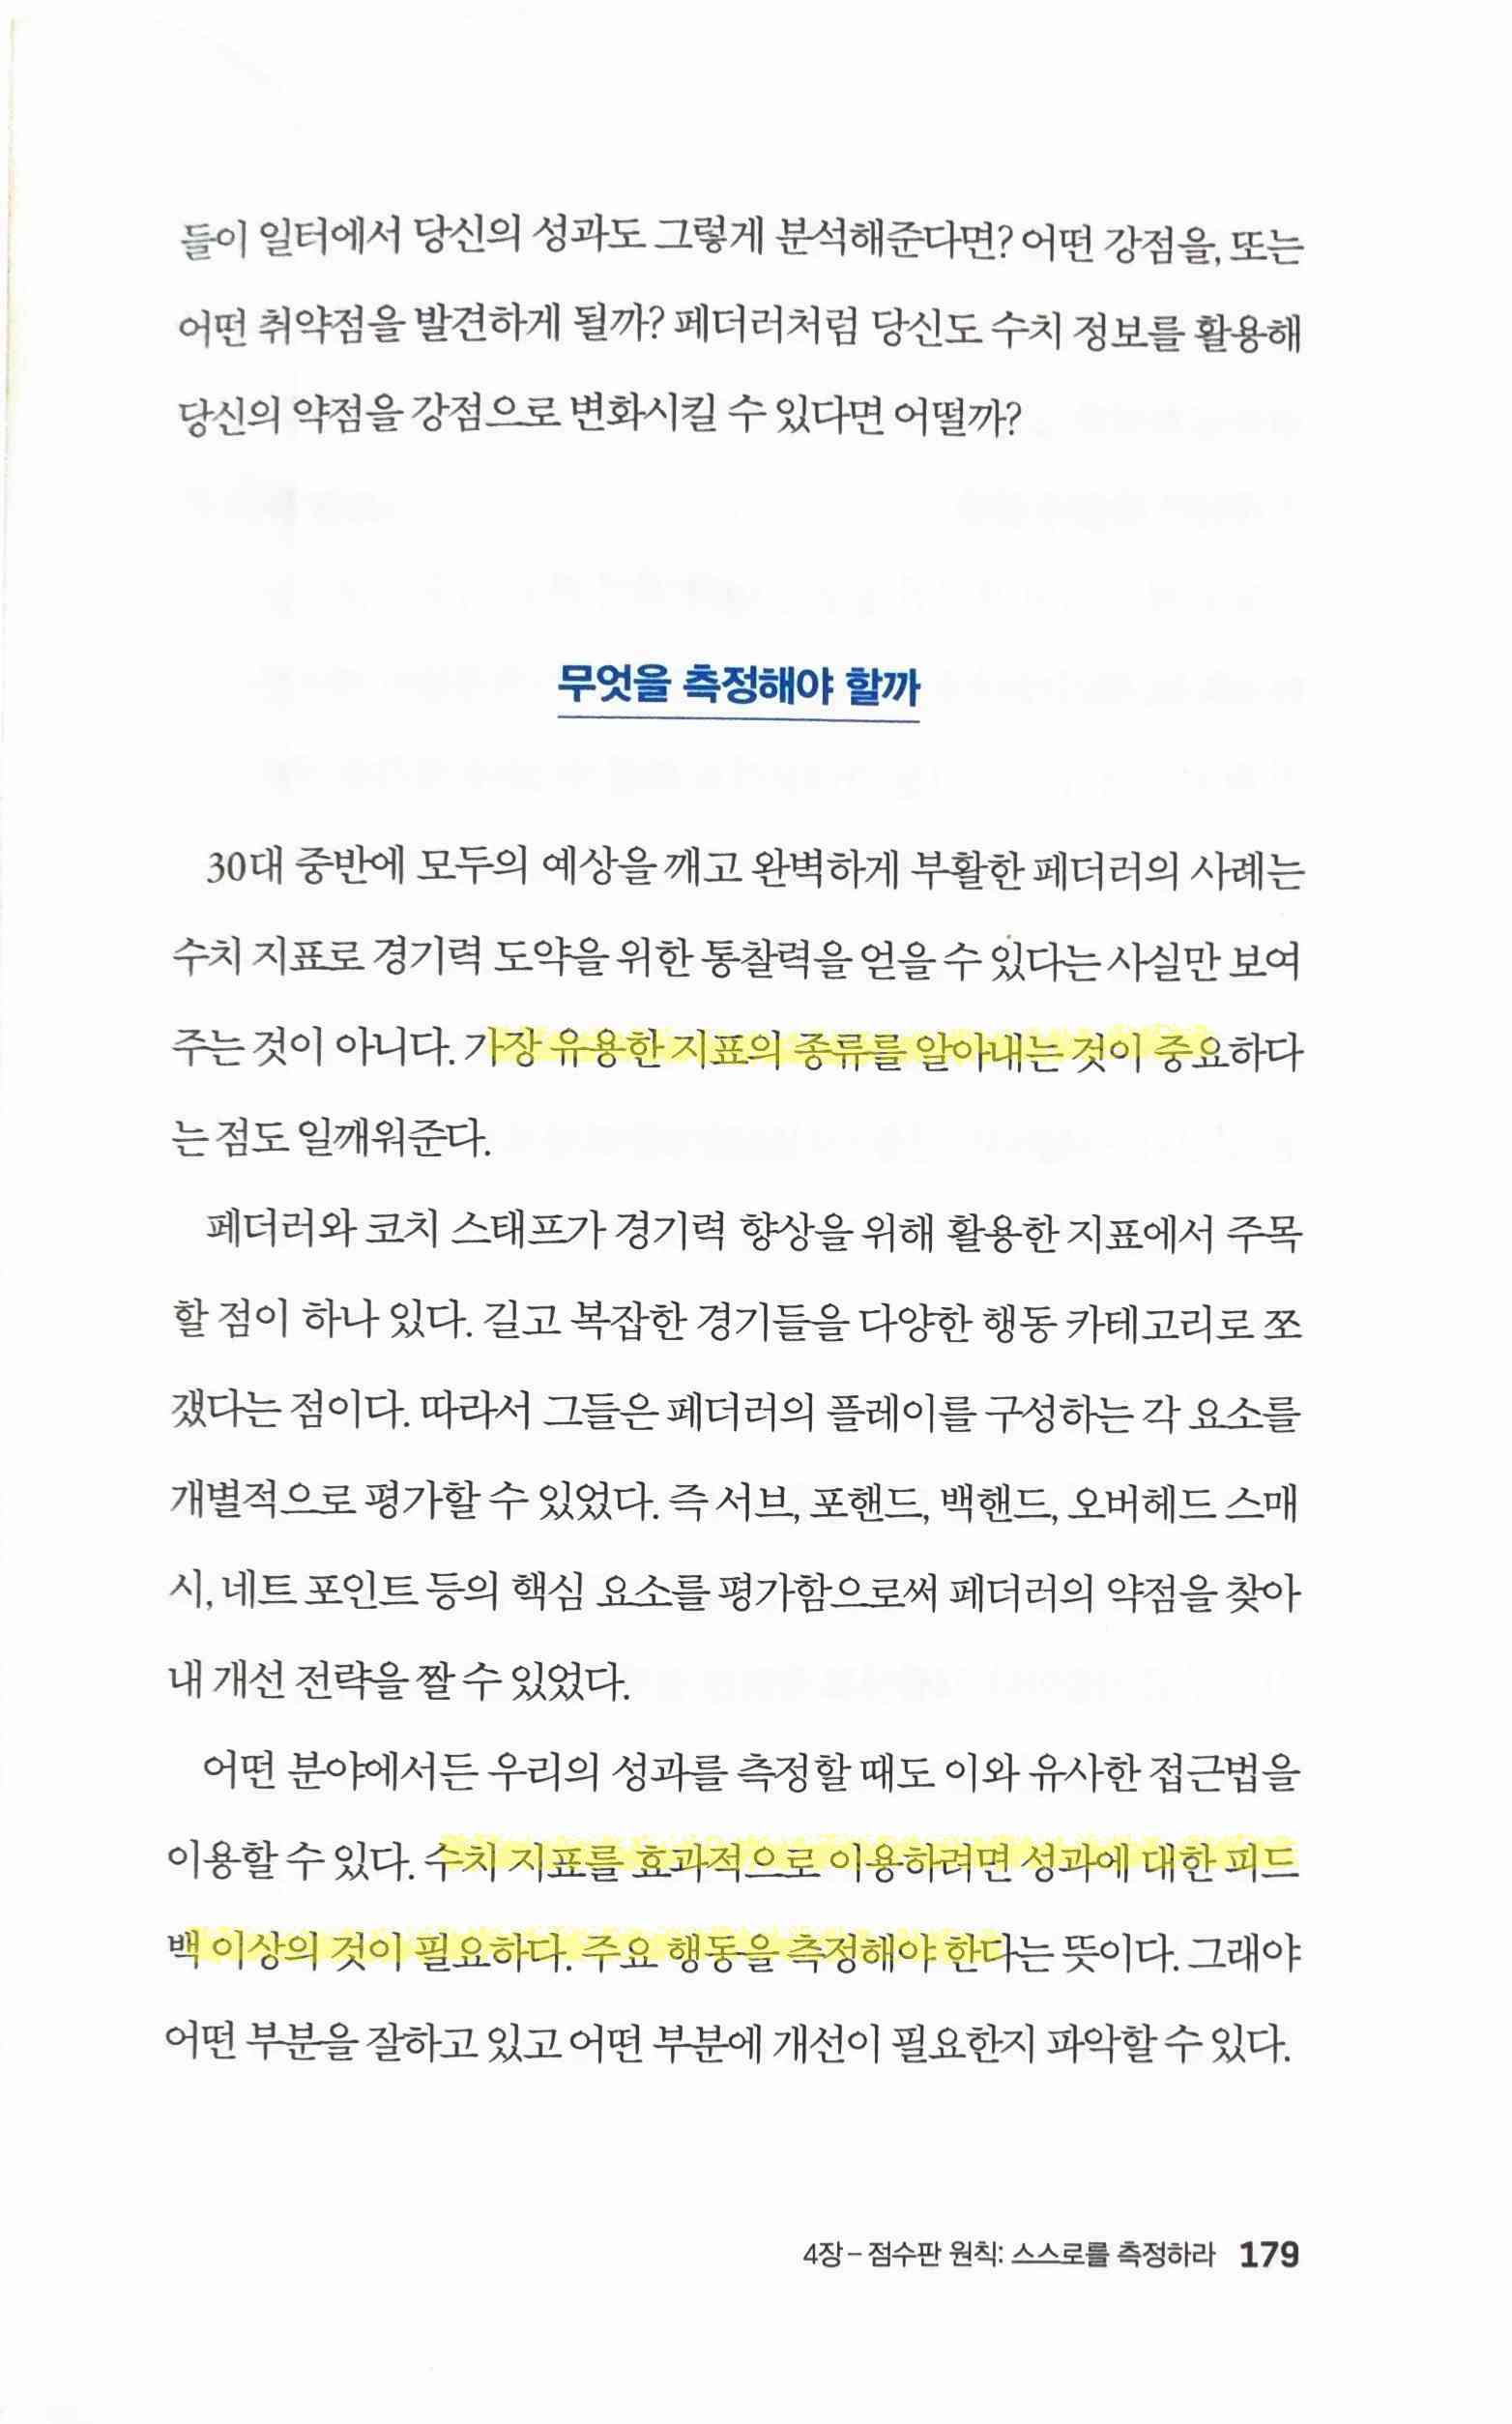 들이 일터에서 당신의 성과도 그렇게 분석해준다면? 어떤 강점을, 또는
어떤 취약점을 발견하게 될까? 페더러처럼 당신도 수치 정보를 활용해
당신의 약점을 강점으로 변화시킬 수 있다면 어떨까?
무엇을 측정해야 할까
30대 중반에 모두의 예상을 깨고 완벽하게 부활한 페더러의 사례는
수치 지표로 경기력 도약을 위한 통찰력을 얻을 수 있다는 사실만 보여
주는 것이 아니다. 가장 유용한 지표의 종류를 알아내는 것이 중요하다
는 점도 일깨워준다.
페더러와 코치 스태프가 경기력 향상을 위해 활용한 지표에서 주목
할 점이 하나 있다. 길고 복잡한 경기들을 다양한 행동 카테고리로 쪼
갰다는 점이다. 따라서 그들은 페더러의 플레이를 구성하는 각 요소를
개별적으로 평가할 수 있었다. 즉 서브, 포핸드, 백핸드, 오버헤드 스매
시, 네트 포인트 등의 핵심 요소를 평가함으로써 페더러의 약점을 찾아
내 개선 전략을 짤 수 있었다.
어떤 분야에서든 우리의 성과를 측정할 때도 이와 유사한 접근법을
이용할 수 있다. 수치 지표를 효과적으로 이용하려면 성과에 대한 피드
백 이상의 것이 필요하다. 주요 행동을 측정해야 한다는 뜻이다. 그래야
어떤 부분을 잘하고 있고 어떤 부분에 개선이 필요한지 파악할 수 있다.
4장 – 점수판 원칙: 스스로를 측정하라 179